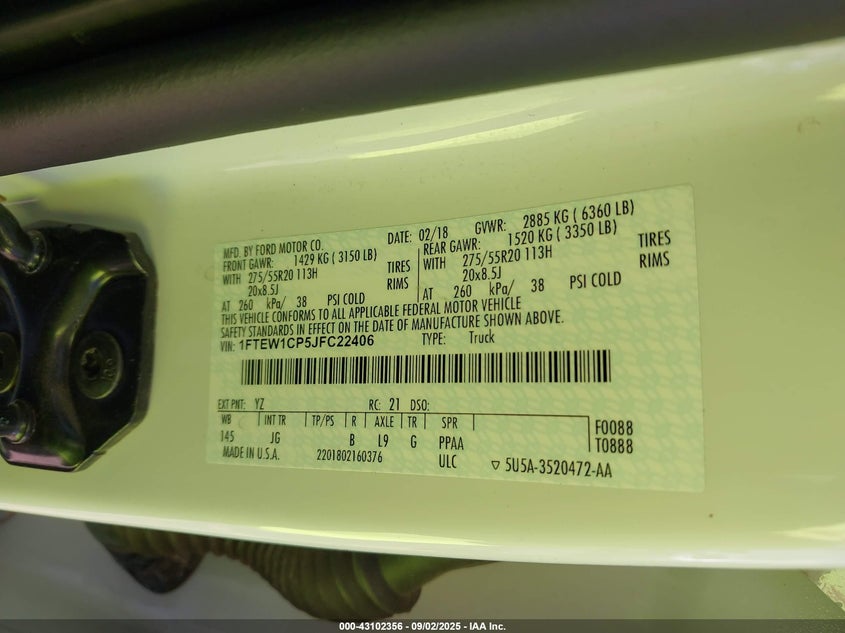 MFD. BY FORD MOTOR CO. DATE: 02/18 GVWR: 2885 KG ( 6360 LB)
FRONT GAWR: 1429 KG ( 3150 LB) REAR GAWR: 1520 KG ( 3350 LB)
WITH 275/55R20 113H TIRES WITH 275/55R20 113H TIRES
20x8.5J RIMS 20x8.5J RIMS
AT 260 kPa/ 38 PSI COLD AT 260 kPa/ 38 PSI COLD
THIS VEHICLE CONFORMS TO ALL APPLICABLE FEDERAL MOTOR VEHICLE
SAFETY STANDARDS IN EFFECT ON THE DATE OF MANUFACTURE SHOWN ABOVE.
VIN: 1FTEW1CP5JFC22406 TYPE: Truck
EXT PNT: YZ RC: 21 DSO:
WB INT TR TP/PS R AXLE TR SPR F0088
145 JG B L9 G PPAA T0888
MADE IN U.S.A. 2201802160376 ULC ▽ 5U5A-3520472-AA
000-43102356 - 09/02/2025 - IAA Inc.